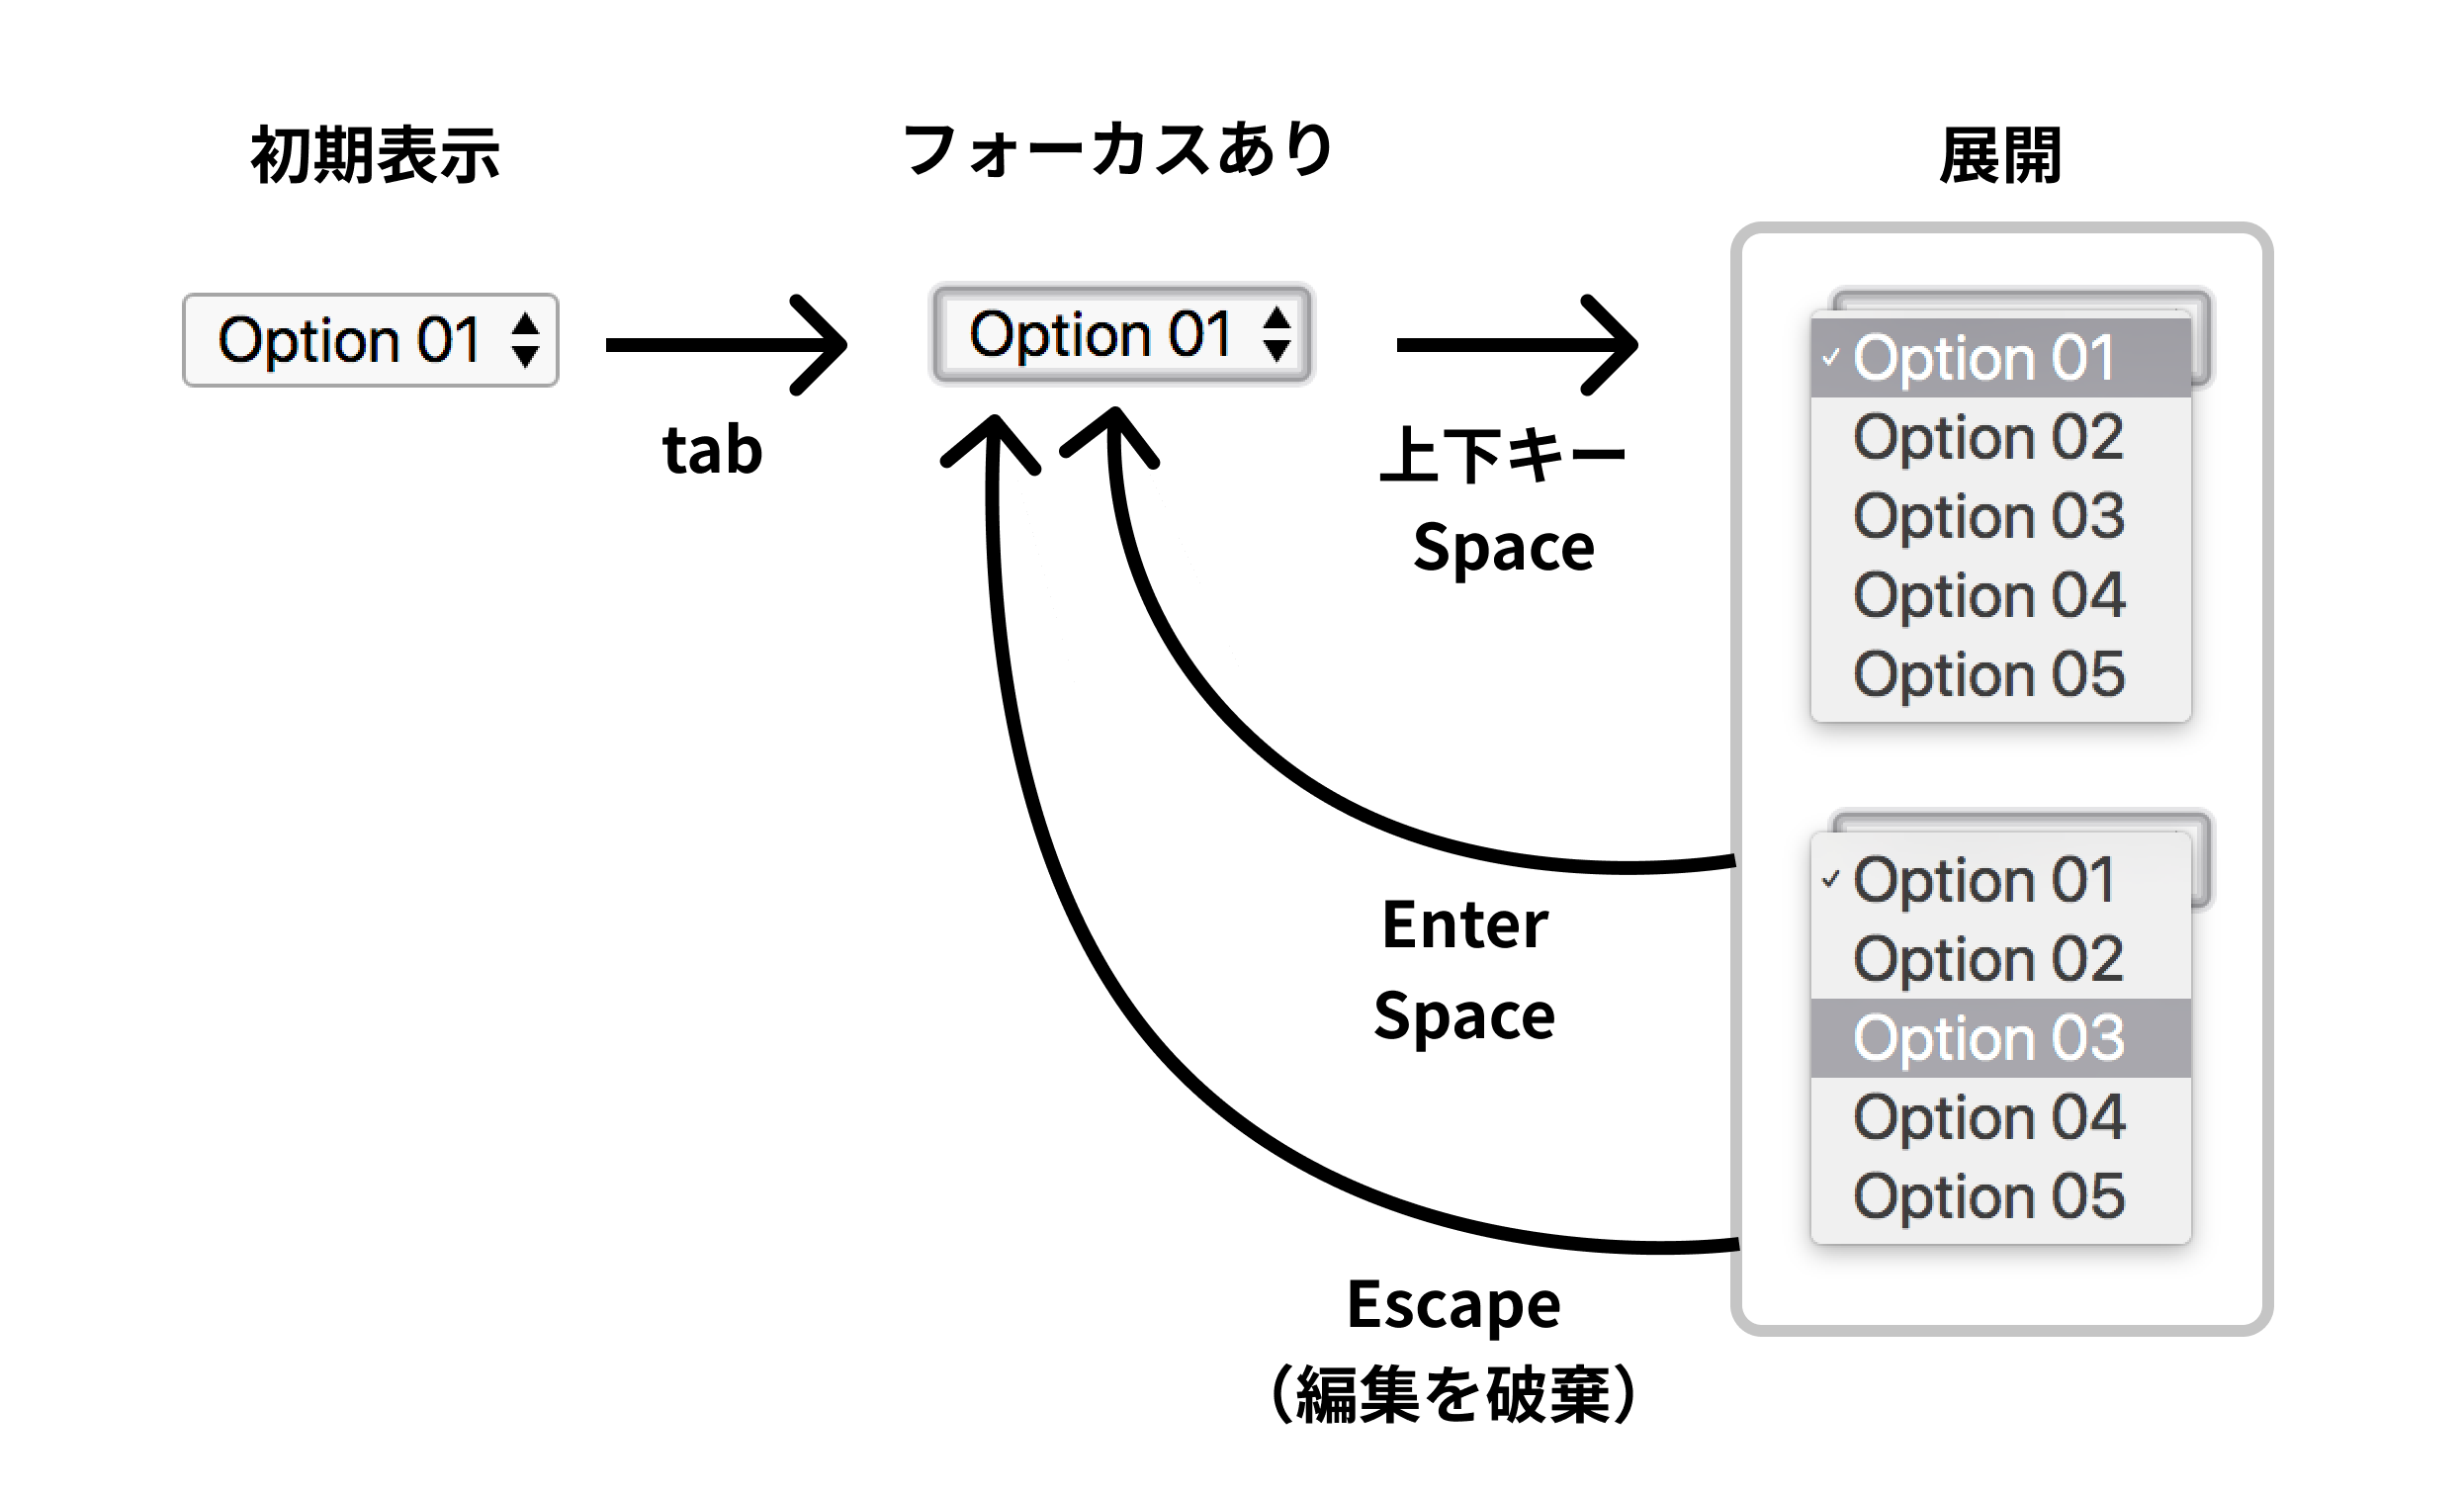 初期表示
フォーカスあり
展開
Option 01
tab
Option 01
上下キー
Space
✓ Option 01
Option 02
Option 03
Option 04
Option 05
✓ Option 01
Option 02
Option 03
Option 04
Option 05
Enter
Space
Escape
（編集を破棄）